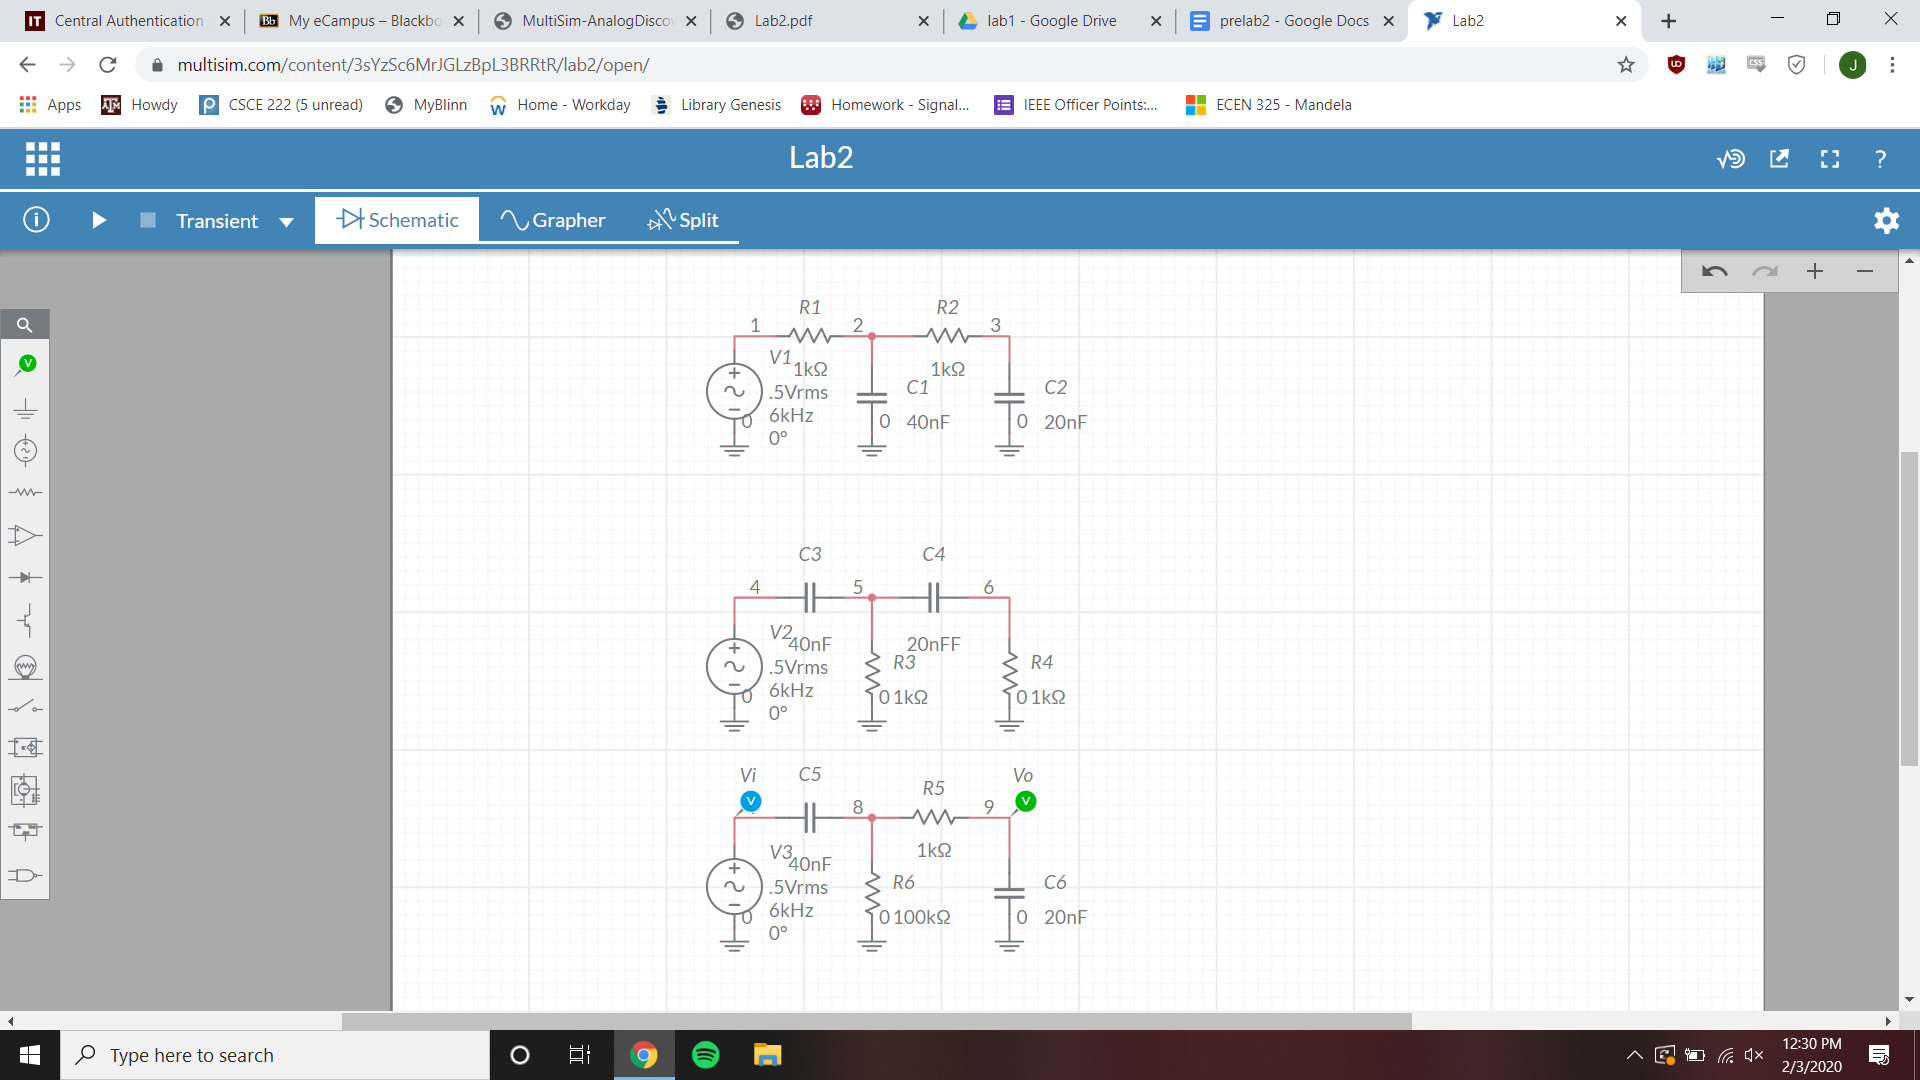 IT Central Authentication
Bb My eCampus – Blackbo
MultiSim-AnalogDiscov
Lab2.pdf
lab1 - Google Drive
prelab2 - Google Docs
Lab2
multisim.com/content/3sYzSc6MrJGLzBpL3BRRtR/lab2/open/
J
Apps
Howdy
CSCE 222 (5 unread)
MyBlinn
Home - Workday
Library Genesis
Homework - Signal...
IEEE Officer Points:...
ECEN 325 - Mandela
Lab2
?
Transient
Schematic
Grapher
Split
R1
R2
1
2
3
V1
1kΩ
1kΩ
.5Vrms
C1
C2
6kHz
0
0
40nF
0
20nF
0°
C3
C4
4
5
6
V2
40nF
20nFF
.5Vrms
R3
R4
6kHz
0
0 1kΩ
0 1kΩ
0°
Vi
C5
R5
Vo
V
V
8
9
V3
40nF
1kΩ
.5Vrms
R6
C6
6kHz
0
0 100kΩ
0
20nF
0°
V
Type here to search
12:30 PM
2/3/2020